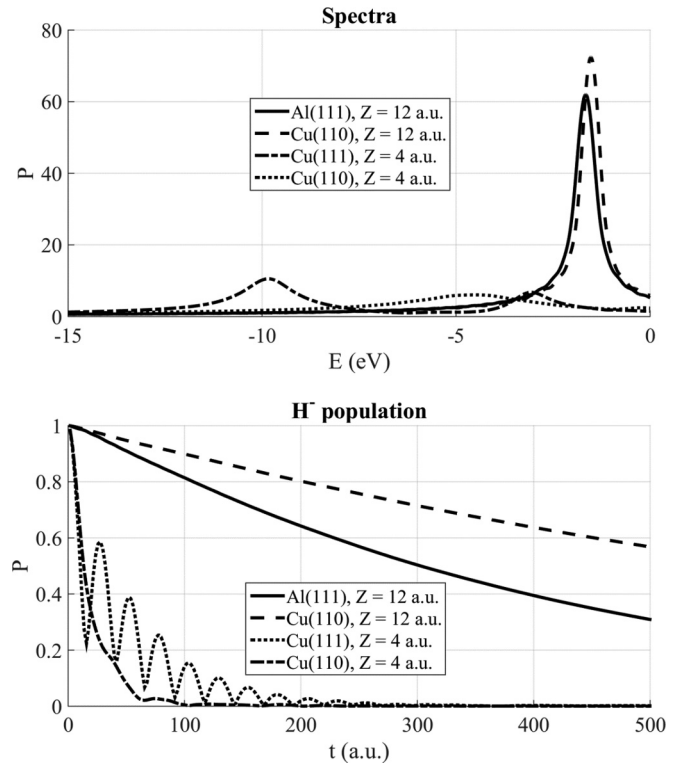 Spectra
80
60
40
20
0
P
Al(111), Z = 12 a.u.
Cu(110), Z = 12 a.u.
Cu(111), Z = 4 a.u.
Cu(110), Z = 4 a.u.
-15 -10 -5 0
E (eV)
H⁻ population
1
0.8
0.6
0.4
0.2
0
P
Al(111), Z = 12 a.u.
Cu(110), Z = 12 a.u.
Cu(111), Z = 4 a.u.
Cu(110), Z = 4 a.u.
0 100 200 300 400 500
t (a.u.)